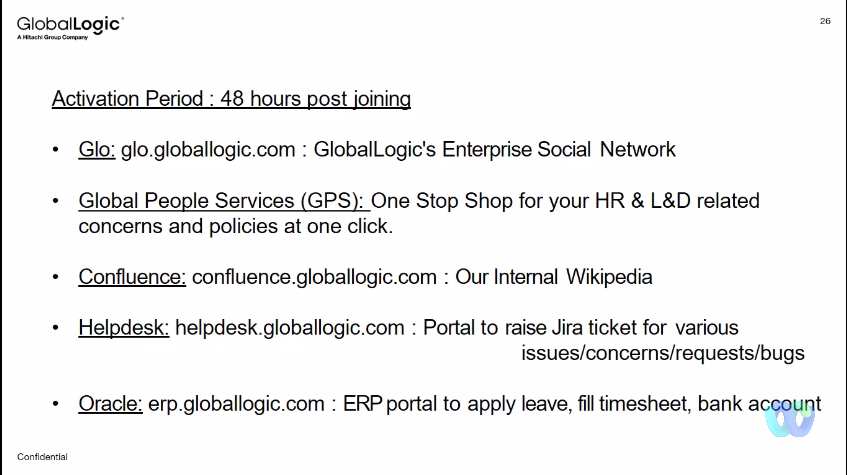 GlobalLogic®
A Hitachi Group Company
26
Activation Period : 48 hours post joining
• Glo: glo.globallogic.com : GlobalLogic's Enterprise Social Network
• Global People Services (GPS): One Stop Shop for your HR & L&D related
concerns and policies at one click.
• Confluence: confluence.globallogic.com : Our Internal Wikipedia
• Helpdesk: helpdesk.globallogic.com : Portal to raise Jira ticket for various
issues/concerns/requests/bugs
• Oracle: erp.globallogic.com : ERP portal to apply leave, fill timesheet, bank account
Confidential